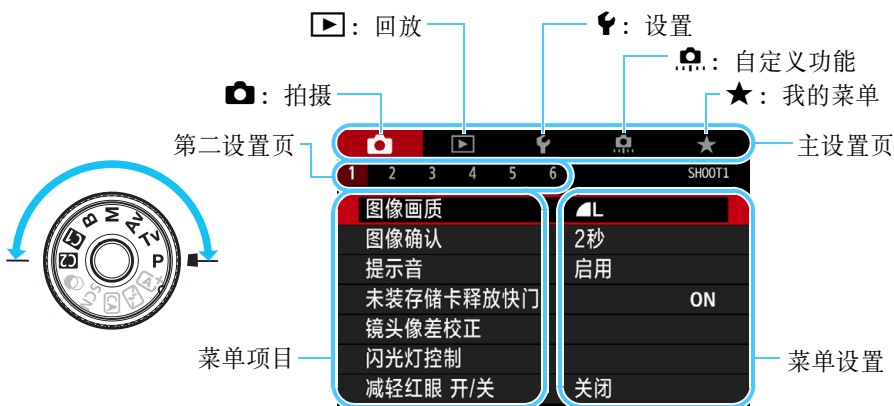 : 回放
: 设置
: 自定义功能
: 拍摄
: 我的菜单
第二设置页
主设置页
1 2 3 4 5 6 SHOOT1
图像画质 L
图像确认 2秒
提示音 启用
未装存储卡释放快门 ON
镜头像差校正
闪光灯控制
减轻红眼 开/关 关闭
菜单项目
菜单设置
C2 C1 B M Av Tv P
A+
CA
SCN